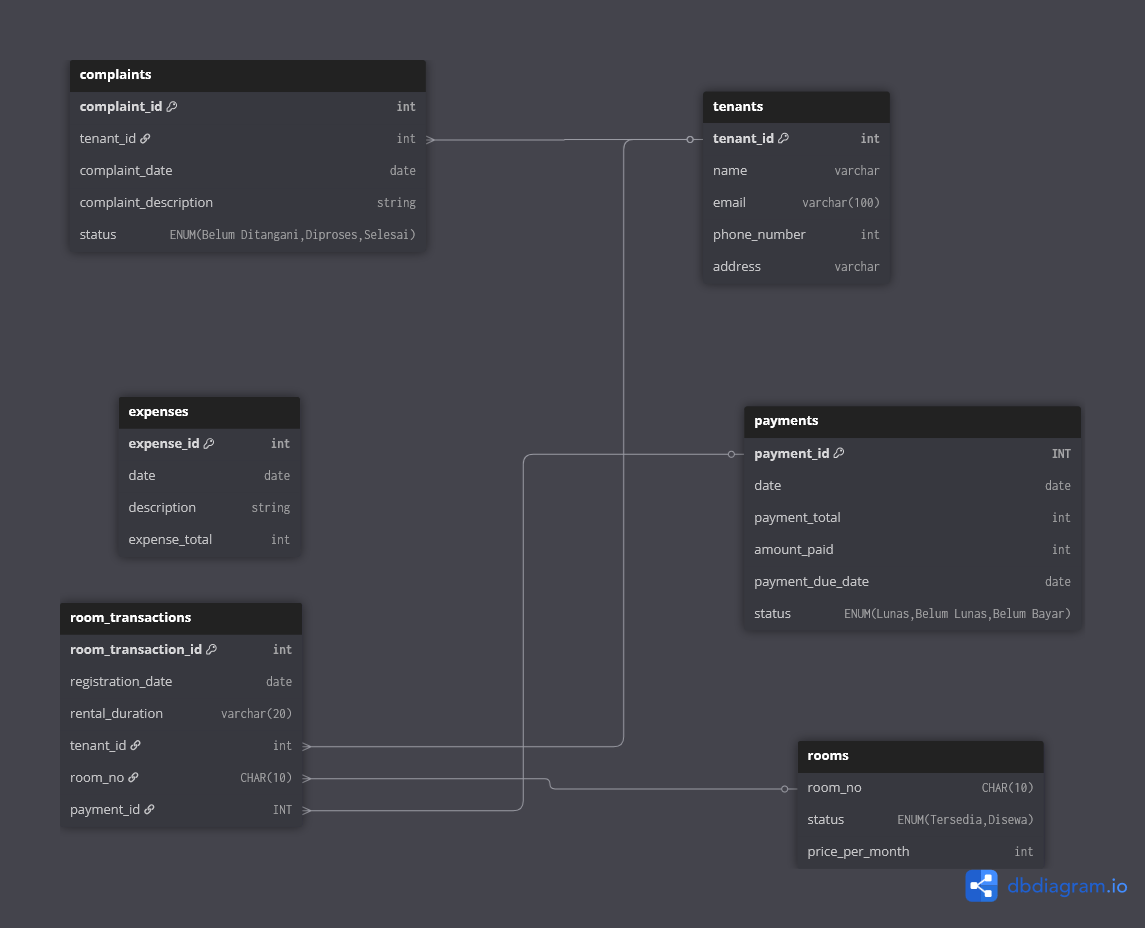 complaints
complaint_id int
tenant_id int
complaint_date date
complaint_description string
status ENUM(Belum Ditangani,Diproses,Selesai)
tenants
tenant_id int
name varchar
email varchar(100)
phone_number int
address varchar
expenses
expense_id int
date date
description string
expense_total int
payments
payment_id INT
date date
payment_total int
amount_paid int
payment_due_date date
status ENUM(Lunas,Belum Lunas,Belum Bayar)
room_transactions
room_transaction_id int
registration_date date
rental_duration varchar(20)
tenant_id int
room_no CHAR(10)
payment_id INT
rooms
room_no CHAR(10)
status ENUM(Tersedia,Disewa)
price_per_month int
dbdiagram.io